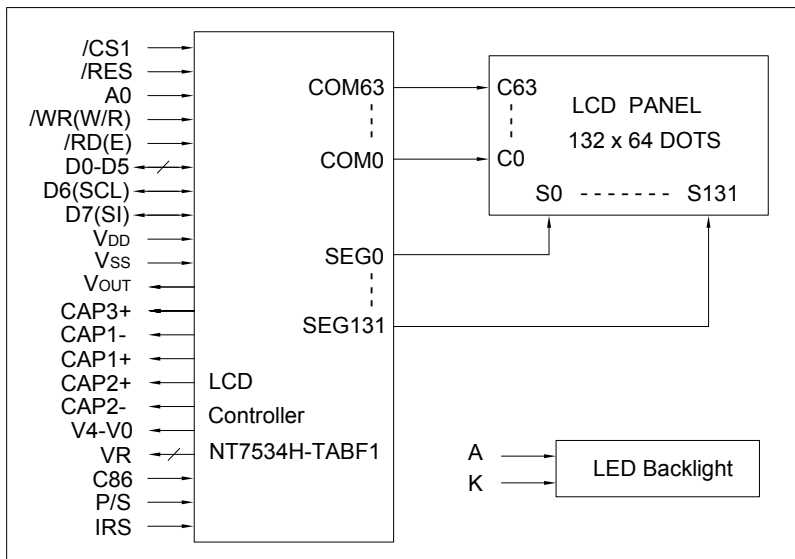 /CS1
/RES
A0
/WR(W/R)
/RD(E)
D0-D5
D6(SCL)
D7(SI)
VDD
VSS
VOUT
CAP3+
CAP1-
CAP1+
CAP2+
CAP2-
V4-V0
VR
C86
P/S
IRS
COM63
COM0
SEG0
SEG131
LCD
Controller
NT7534H-TABF1
C63
C0
LCD PANEL
132 x 64 DOTS
S0 ------- S131
A
K
LED Backlight